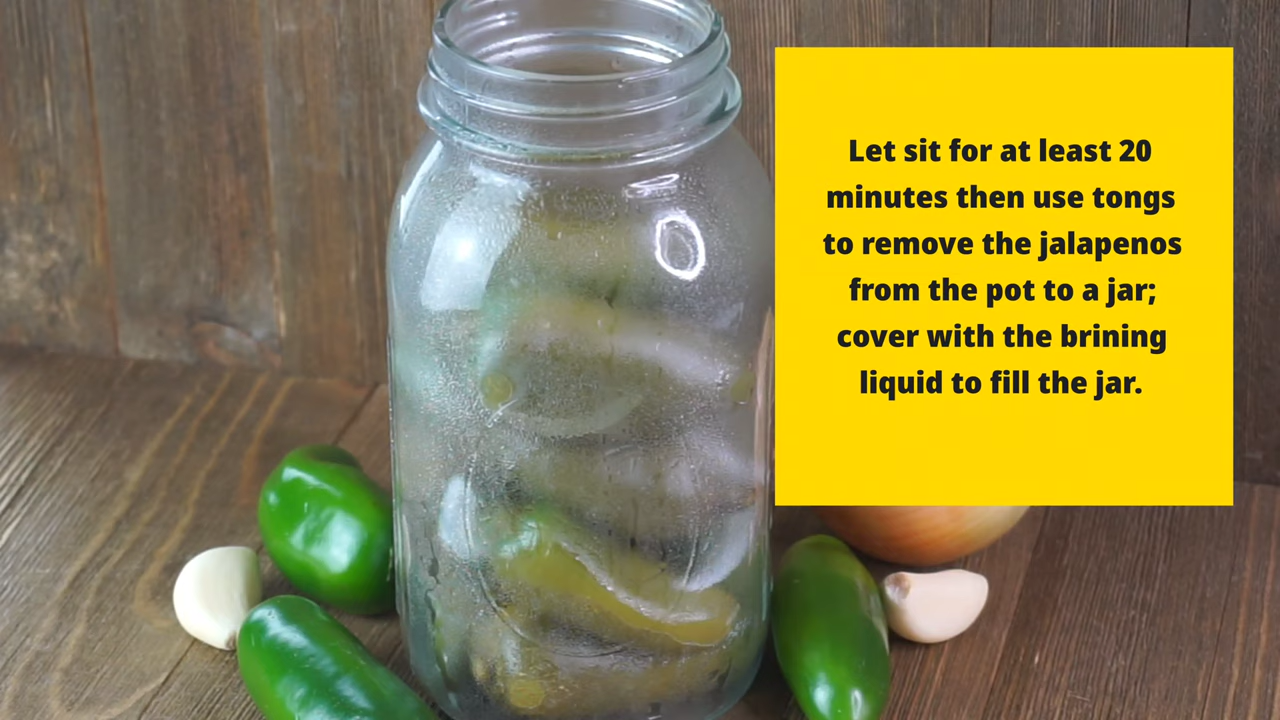 Let sit for at least 20
minutes then use tongs
to remove the jalapenos
from the pot to a jar;
cover with the brining
liquid to fill the jar.